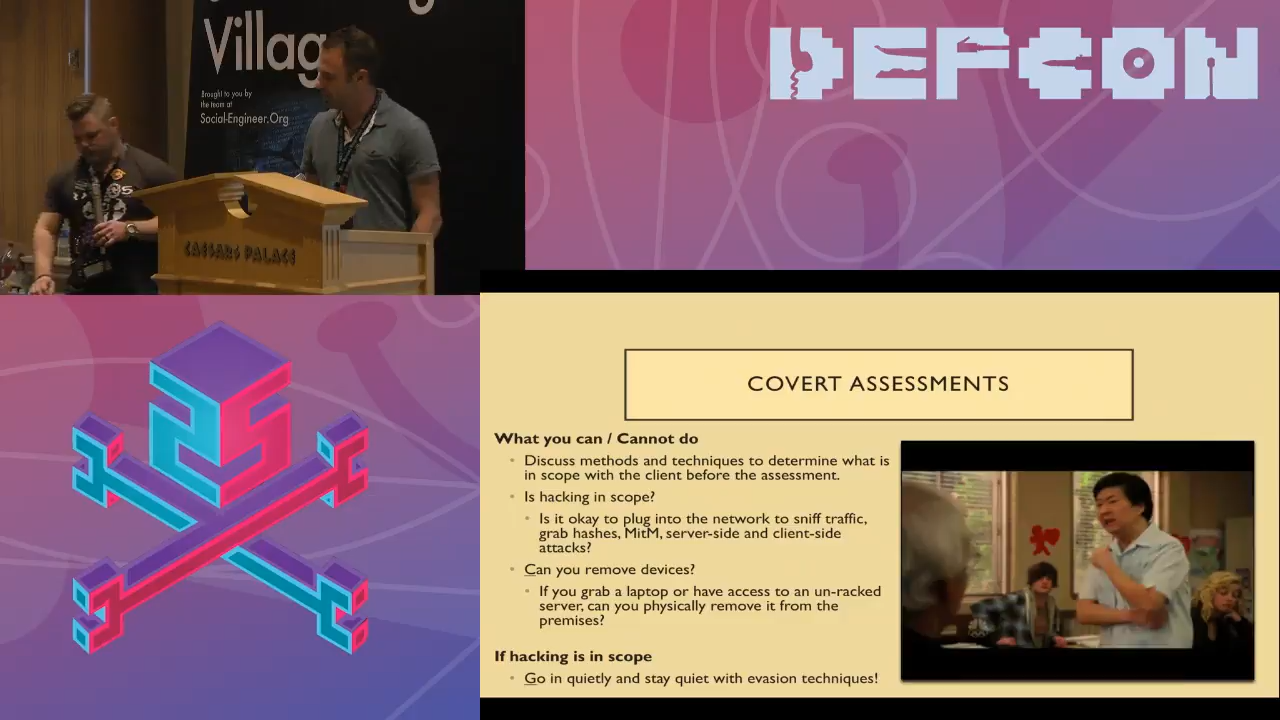 Villag
Brought to you by
the team at
Social-Engineer.Org
CAESARS PALACE
DEFCON
COVERT ASSESSMENTS
What you can / Cannot do
Discuss methods and techniques to determine what is
in scope with the client before the assessment.
Is hacking in scope?
Is it okay to plug into the network to sniff traffic,
grab hashes, MitM, server-side and client-side
attacks?
Can you remove devices?
If you grab a laptop or have access to an un-racked
server, can you physically remove it from the
premises?
If hacking is in scope
Go in quietly and stay quiet with evasion techniques!